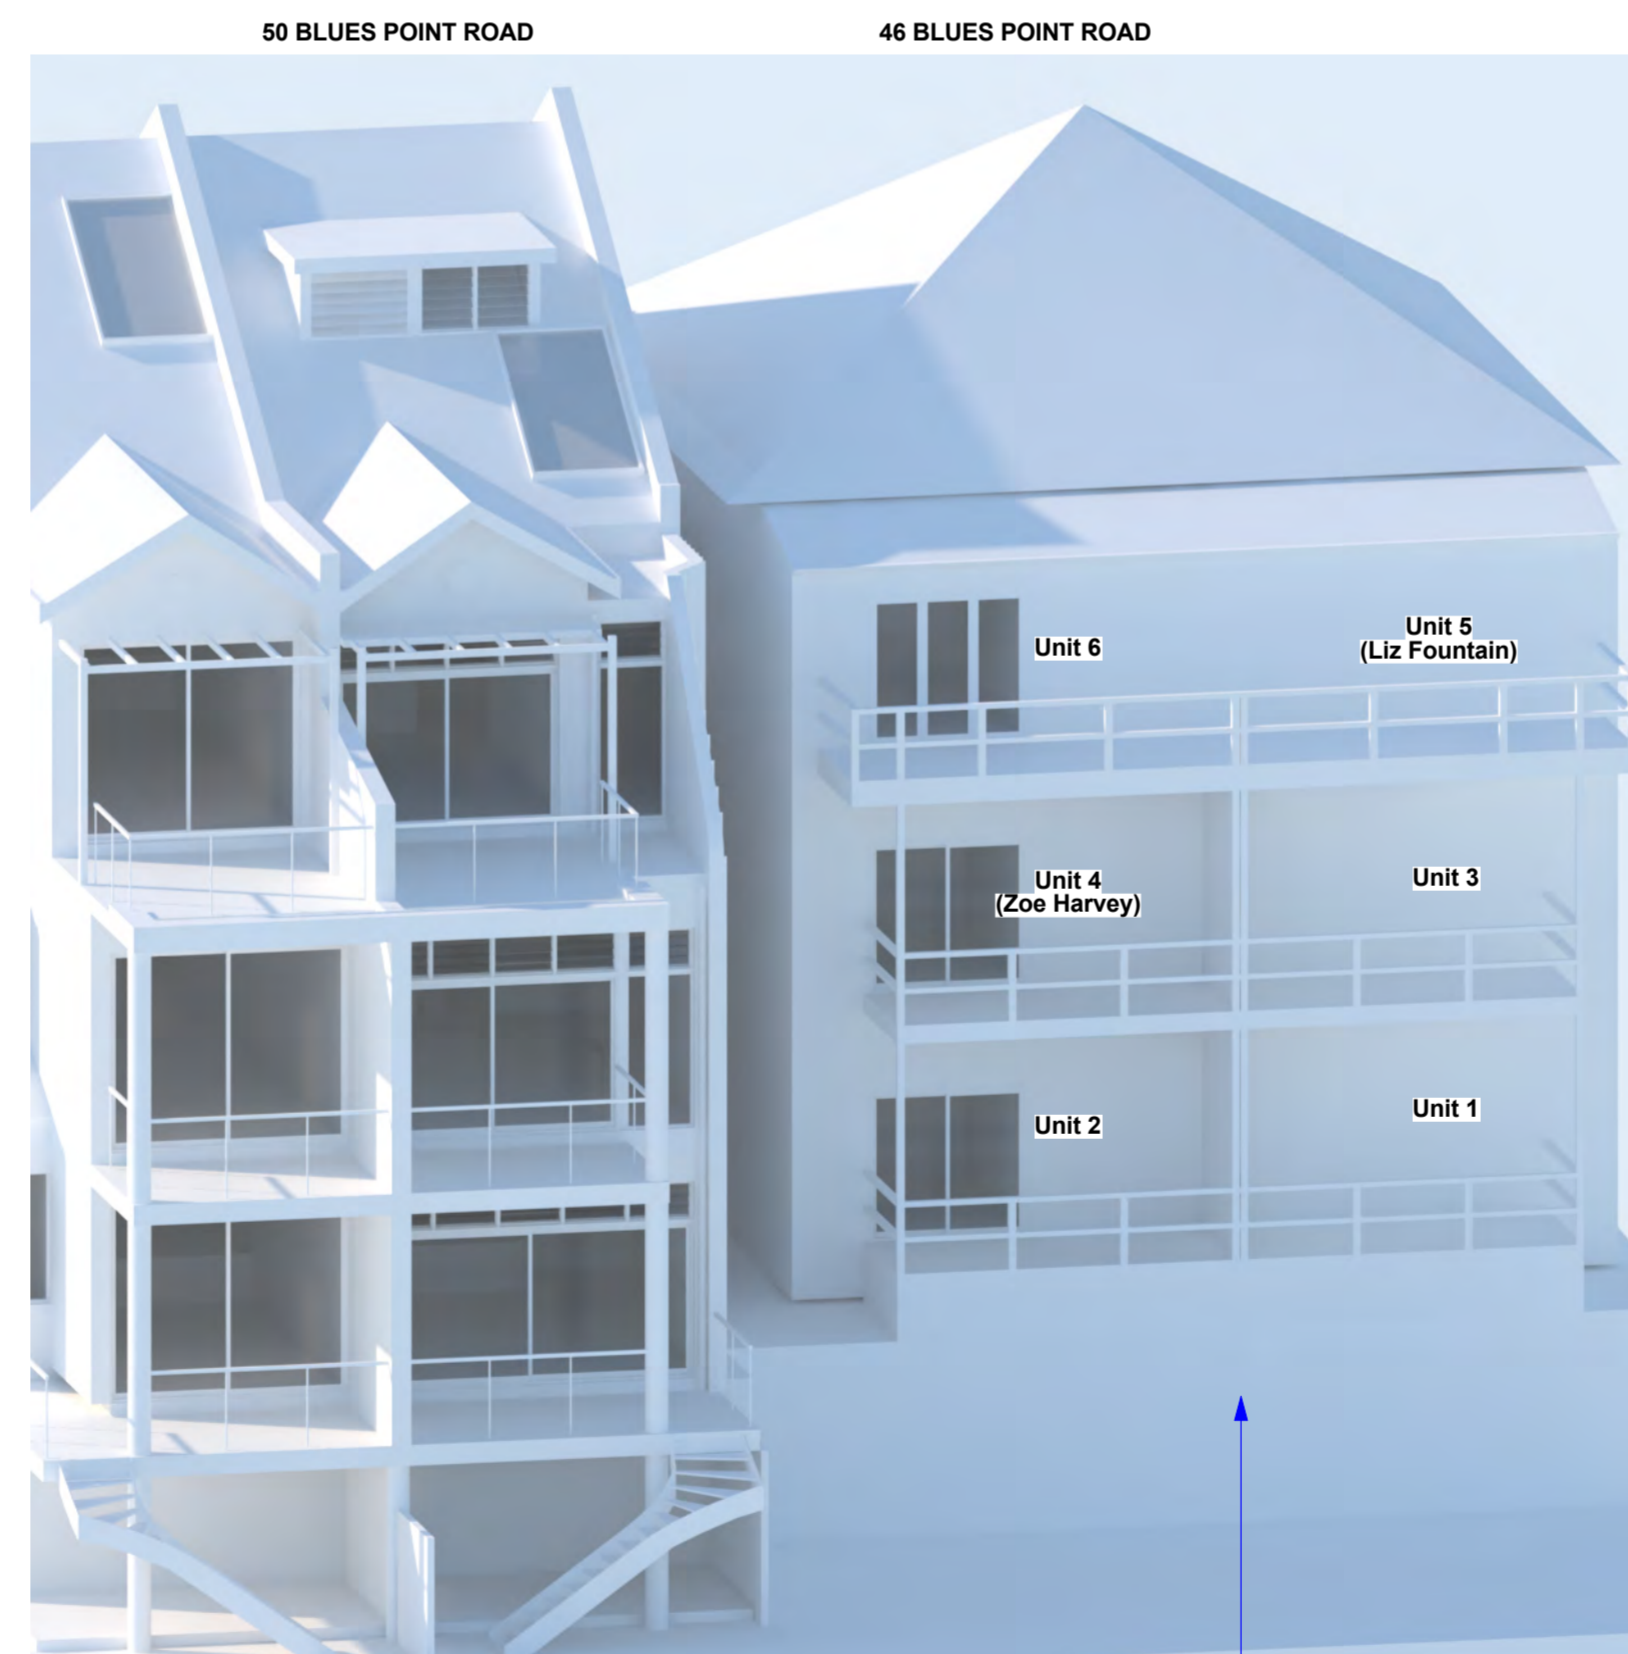 50 BLUES POINT ROAD
46 BLUES POINT ROAD
Unit 6
Unit 5
(Liz Fountain)
Unit 4
(Zoe Harvey)
Unit 3
Unit 2
Unit 1